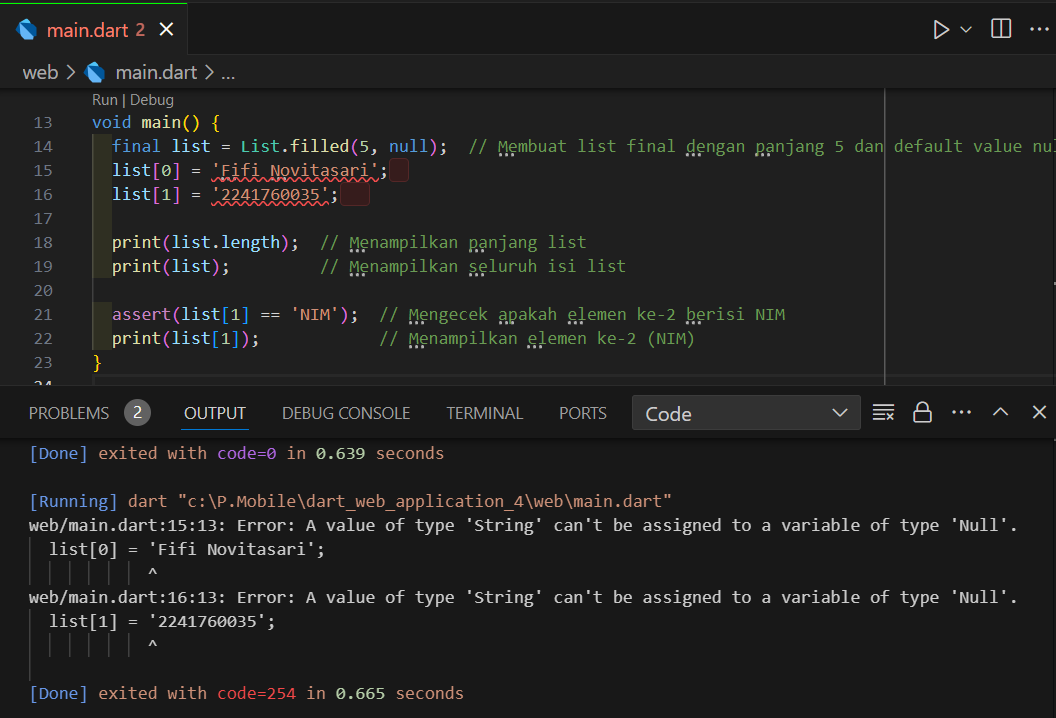 main.dart 2
web > main.dart > ...
Run | Debug
13 void main() {
14 final list = List.filled(5, null); // Membuat list final dengan panjang 5 dan default value nu
15 list[0] = 'Fifi Novitasari';
16 list[1] = '2241760035';
17
18 print(list.length); // Menampilkan panjang list
19 print(list); // Menampilkan seluruh isi list
20
21 assert(list[1] == 'NIM'); // Mengecek apakah elemen ke-2 berisi NIM
22 print(list[1]); // Menampilkan elemen ke-2 (NIM)
23 }
24
PROBLEMS 2 OUTPUT DEBUG CONSOLE TERMINAL PORTS Code
[Done] exited with code=0 in 0.639 seconds
[Running] dart "c:\P.Mobile\dart_web_application_4\web\main.dart"
web/main.dart:15:13: Error: A value of type 'String' can't be assigned to a variable of type 'Null'.
list[0] = 'Fifi Novitasari';
^
web/main.dart:16:13: Error: A value of type 'String' can't be assigned to a variable of type 'Null'.
list[1] = '2241760035';
^
[Done] exited with code=254 in 0.665 seconds